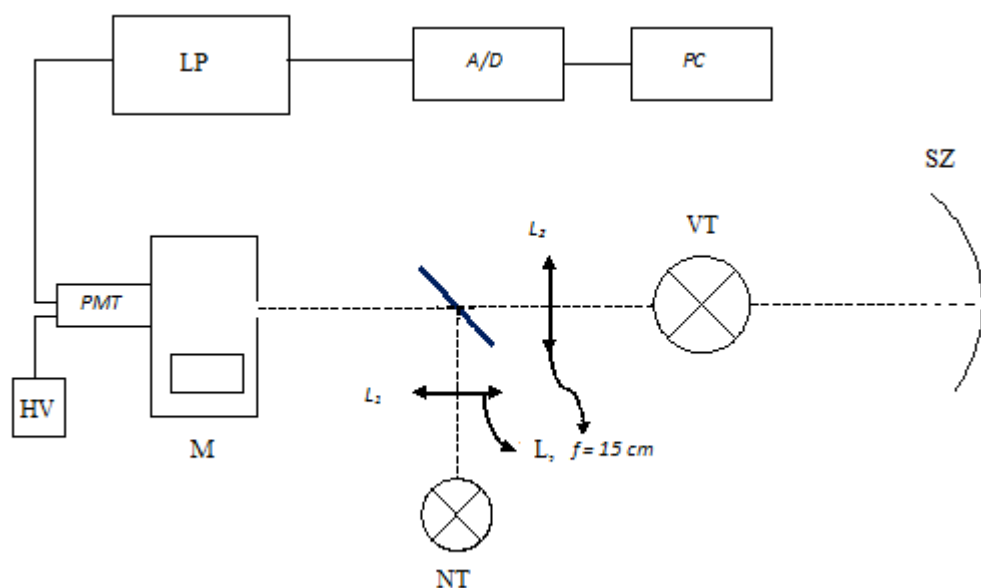 LP
A/D
PC
SZ
VT
L₂
PMT
HV
M
L₁
L, f= 15 cm
NT